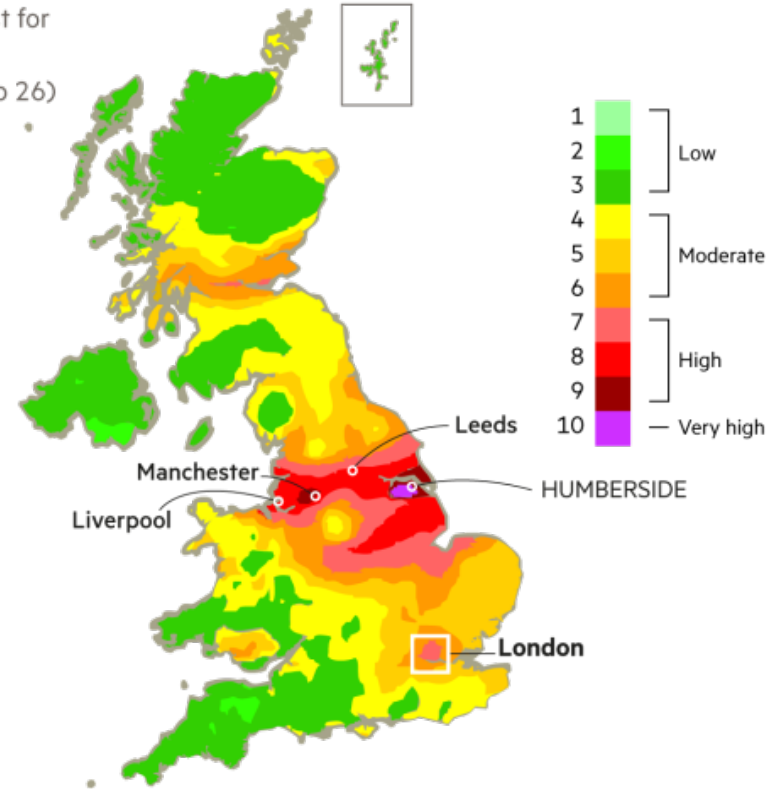 t for
26)
1
2
3
4
5
6
7
8
9
10
Low
Moderate
High
Very high
Leeds
Manchester
HUMBERSIDE
Liverpool
London